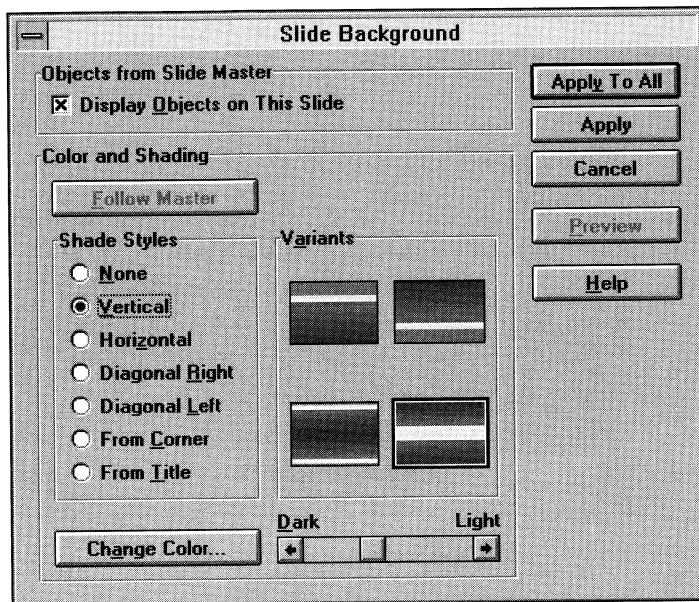 Slide Background
Objects from Slide Master
Display Objects on This Slide
Apply To All
Apply
Cancel
Preview
Help
Color and Shading
Follow Master
Shade Styles
None
Vertical
Horizontal
Diagonal Right
Diagonal Left
From Corner
From Title
Variants
Change Color...
Dark Light